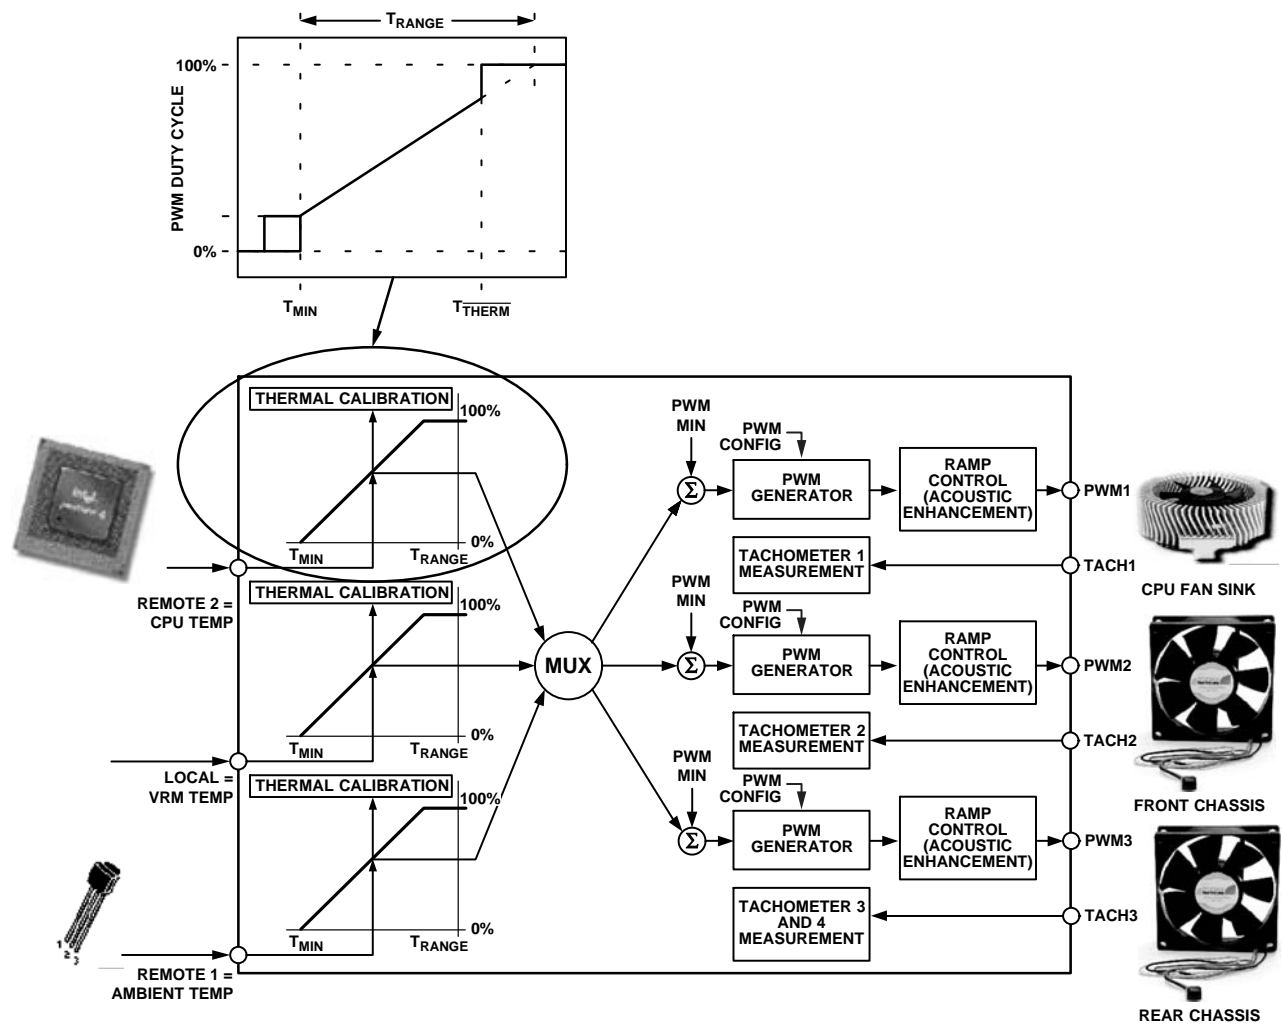 TRANGE
100%
PWM DUTY CYCLE
0%
TMIN
TTHERM
THERMAL CALIBRATION
100%
0%
TMIN
TRANGE
REMOTE 2 =
CPU TEMP
THERMAL CALIBRATION
100%
0%
TMIN
TRANGE
LOCAL =
VRM TEMP
THERMAL CALIBRATION
100%
0%
TMIN
TRANGE
REMOTE 1 =
AMBIENT TEMP
1
2
3
intel
MUX
PWM
MIN
Σ
PWM
CONFIG
PWM
GENERATOR
RAMP
CONTROL
(ACOUSTIC
ENHANCEMENT)
PWM1
TACHOMETER 1
MEASUREMENT
TACH1
CPU FAN SINK
PWM
MIN
Σ
PWM
CONFIG
PWM
GENERATOR
RAMP
CONTROL
(ACOUSTIC
ENHANCEMENT)
PWM2
TACHOMETER 2
MEASUREMENT
TACH2
FRONT CHASSIS
PWM
MIN
Σ
PWM
CONFIG
PWM
GENERATOR
RAMP
CONTROL
(ACOUSTIC
ENHANCEMENT)
PWM3
TACHOMETER 3
AND 4
MEASUREMENT
TACH3
REAR CHASSIS